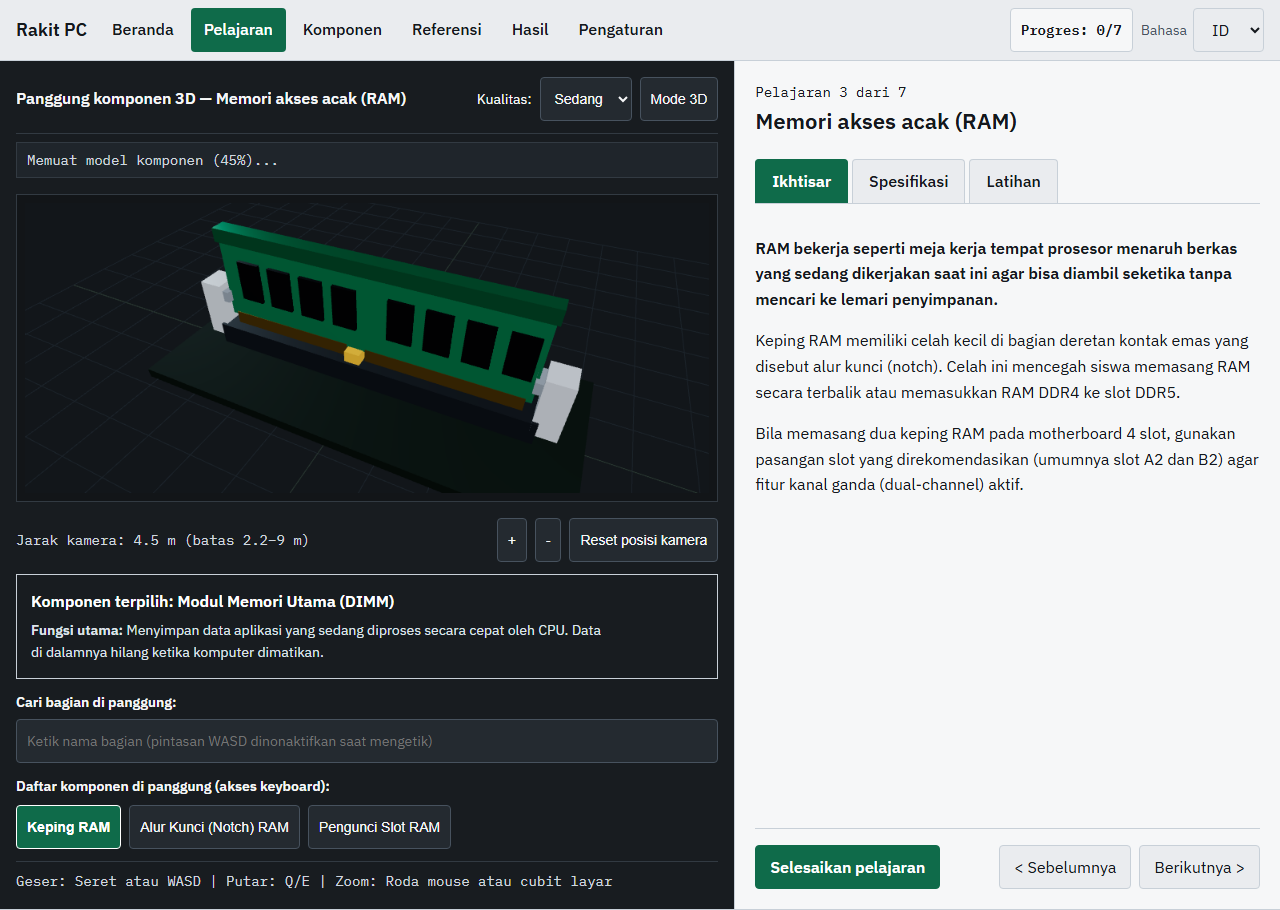 Rakit PC Beranda Pelajaran Komponen Referensi Hasil Pengaturan Progres: 0/7 Bahasa ID
Panggung komponen 3D — Memori akses acak (RAM) Kualitas: Sedang Mode 3D
Memuat model komponen (45%)...
Jarak kamera: 4.5 m (batas 2.2–9 m) + - Reset posisi kamera
Komponen terpilih: Modul Memori Utama (DIMM)
Fungsi utama: Menyimpan data aplikasi yang sedang diproses secara cepat oleh CPU. Data
di dalamnya hilang ketika komputer dimatikan.
Cari bagian di panggung:
Ketik nama bagian (pintasan WASD dinonaktifkan saat mengetik)
Daftar komponen di panggung (akses keyboard):
Keping RAM Alur Kunci (Notch) RAM Pengunci Slot RAM
Geser: Seret atau WASD | Putar: Q/E | Zoom: Roda mouse atau cubit layar
Pelajaran 3 dari 7
Memori akses acak (RAM)
Ikhtisar Spesifikasi Latihan
RAM bekerja seperti meja kerja tempat prosesor menaruh berkas
yang sedang dikerjakan saat ini agar bisa diambil seketika tanpa
mencari ke lemari penyimpanan.
Keping RAM memiliki celah kecil di bagian deretan kontak emas yang
disebut alur kunci (notch). Celah ini mencegah siswa memasang RAM
secara terbalik atau memasukkan RAM DDR4 ke slot DDR5.
Bila memasang dua keping RAM pada motherboard 4 slot, gunakan
pasangan slot yang direkomendasikan (umumnya slot A2 dan B2) agar
fitur kanal ganda (dual-channel) aktif.
Selesaikan pelajaran < Sebelumnya Berikutnya >